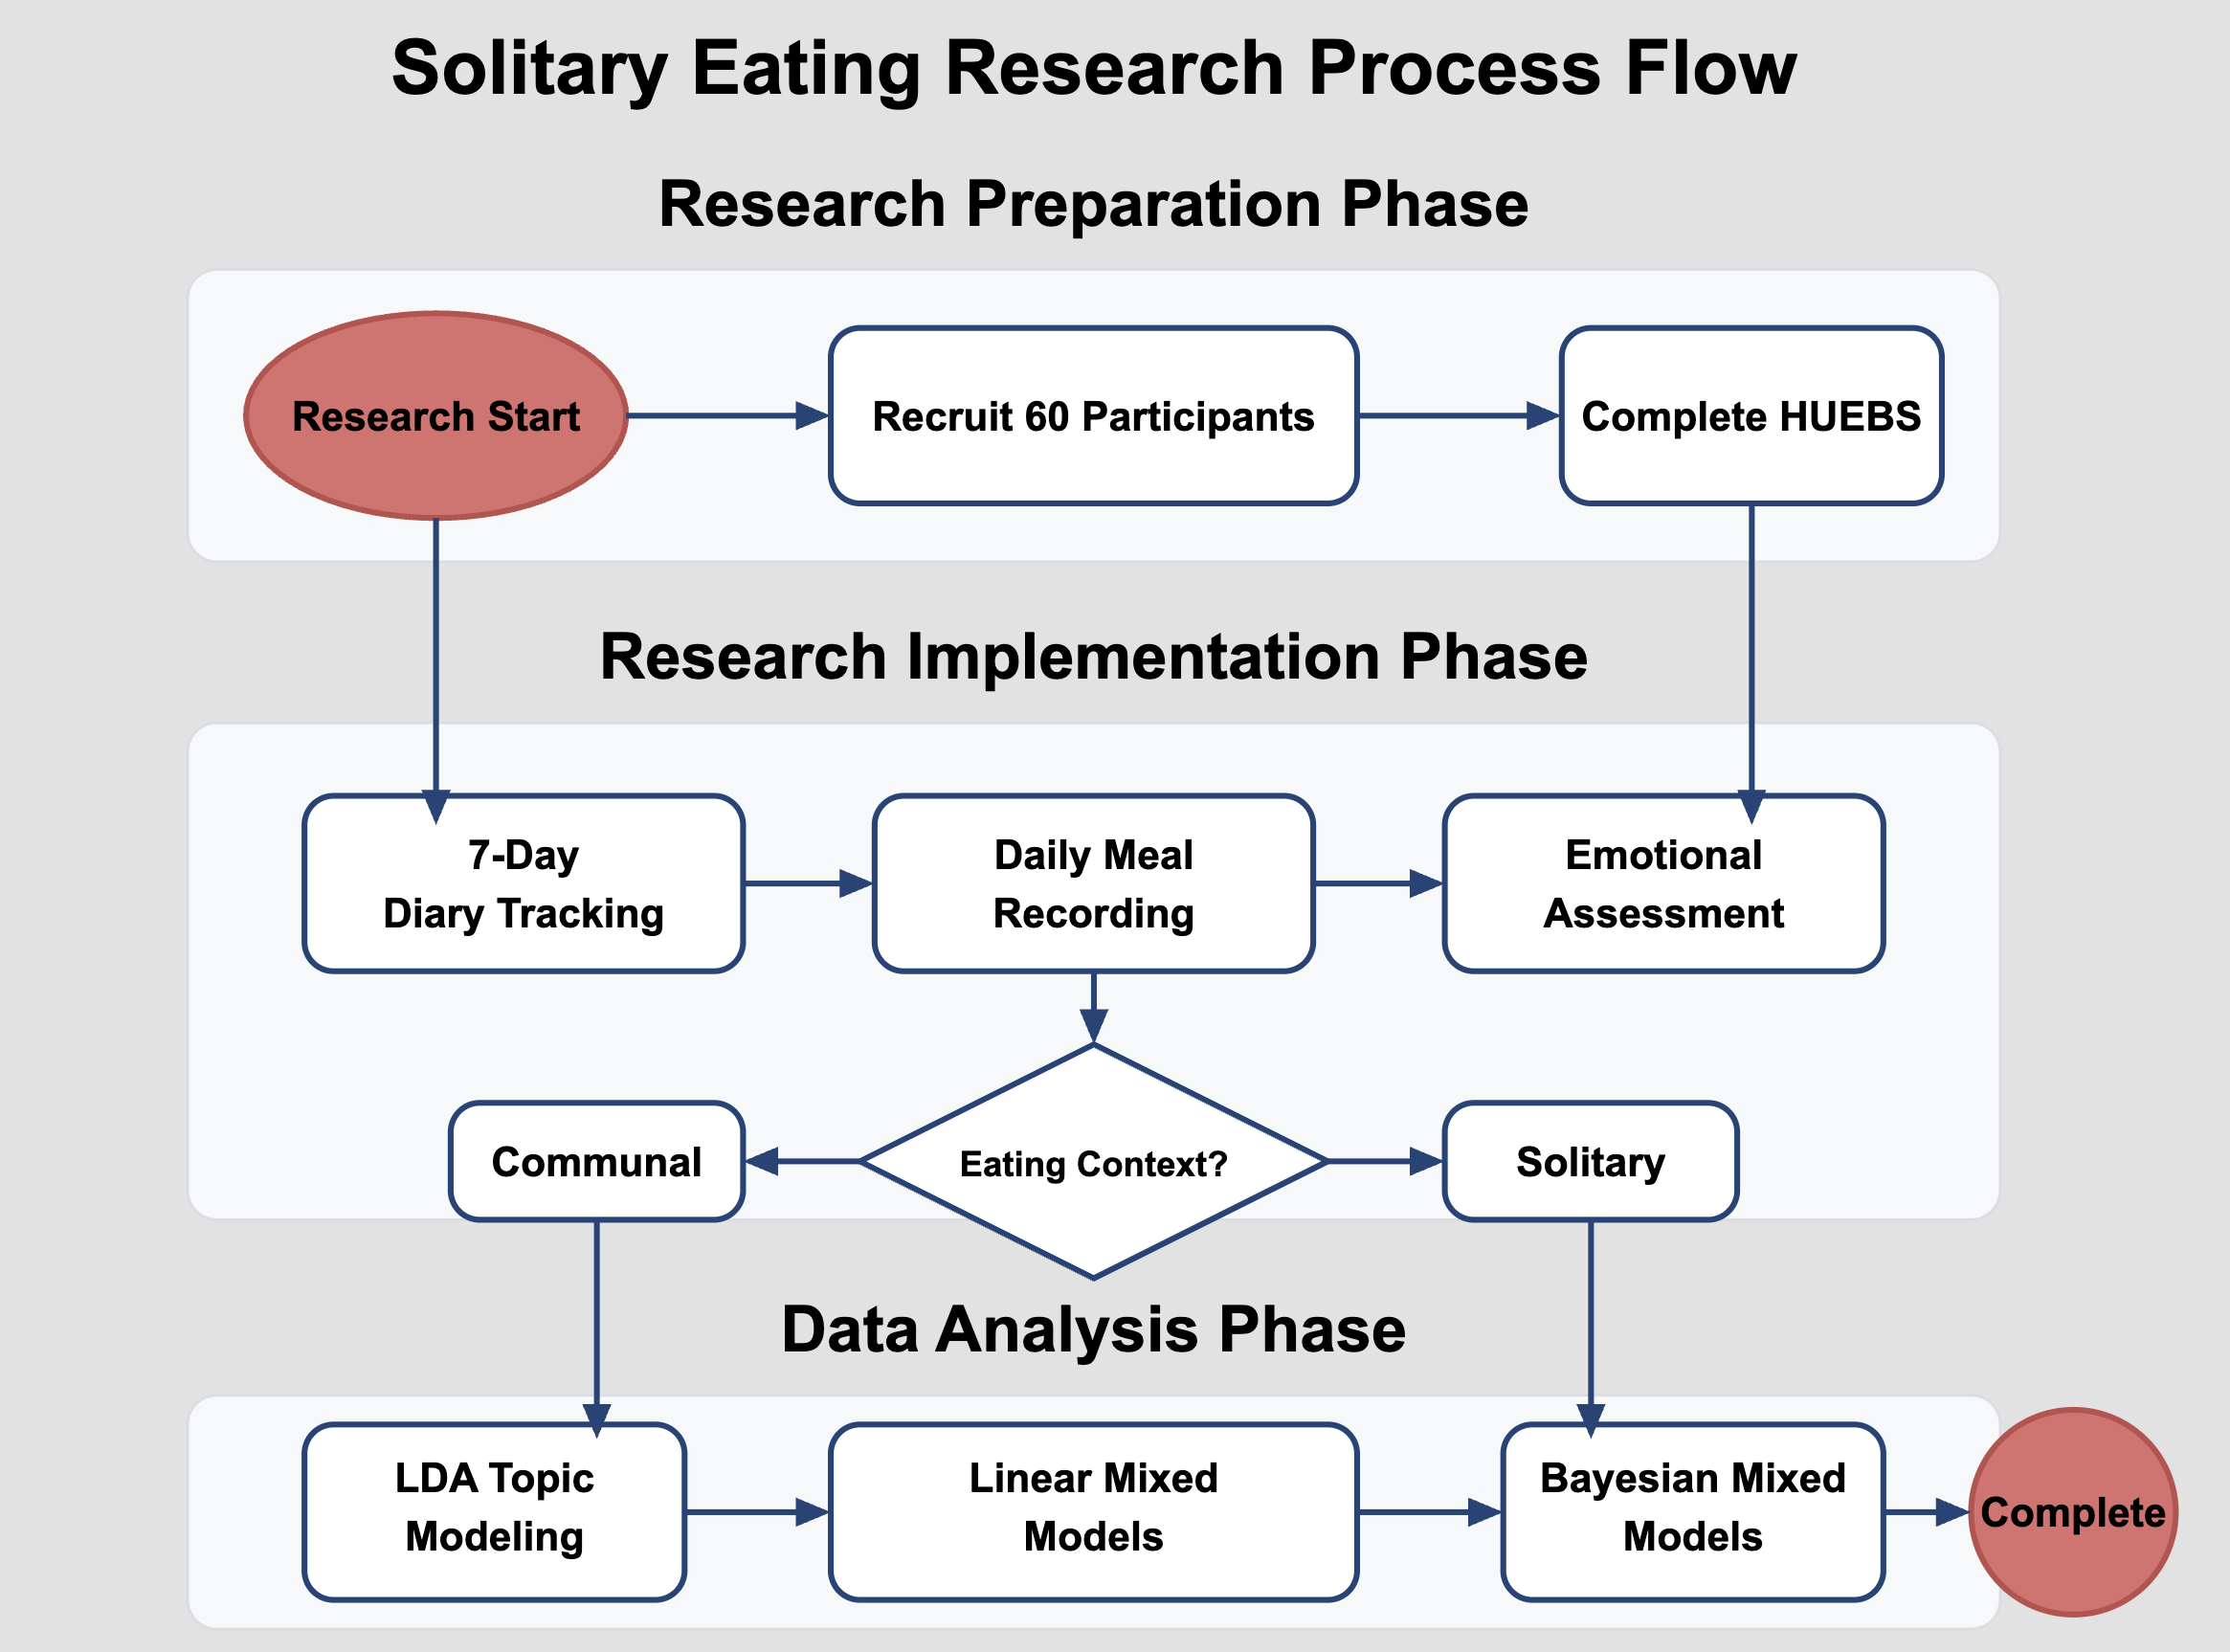 Solitary Eating Research Process Flow
Research Preparation Phase
Research Start
Recruit 60 Participants
Complete HUEBS
Research Implementation Phase
7-Day
Diary Tracking
Daily Meal
Recording
Emotional
Assessment
Communal
Eating Context?
Solitary
Data Analysis Phase
LDA Topic
Modeling
Linear Mixed
Models
Bayesian Mixed
Models
Complete